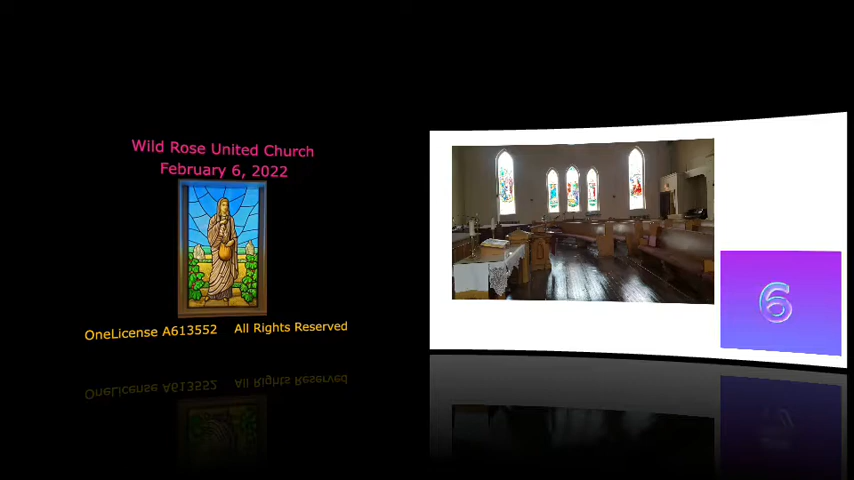 Wild Rose United Church
February 6, 2022
OneLicense A613552 All Rights Reserved
6